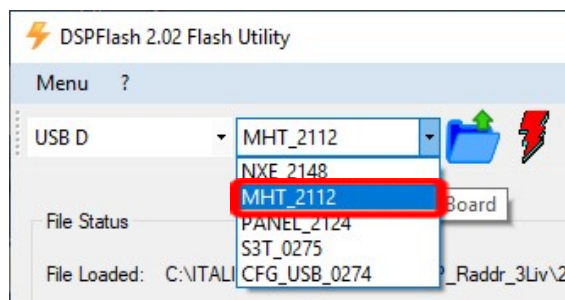 DSPFlash 2.02 Flash Utility
Menu ?
USB D MHT_2112
NXE_2148
MHT_2112
Board
PANEL_2124
File Status
S3T_0275
CFG_USB_0274
File Loaded: C:\ITALI P_Raddr_3Liv\2